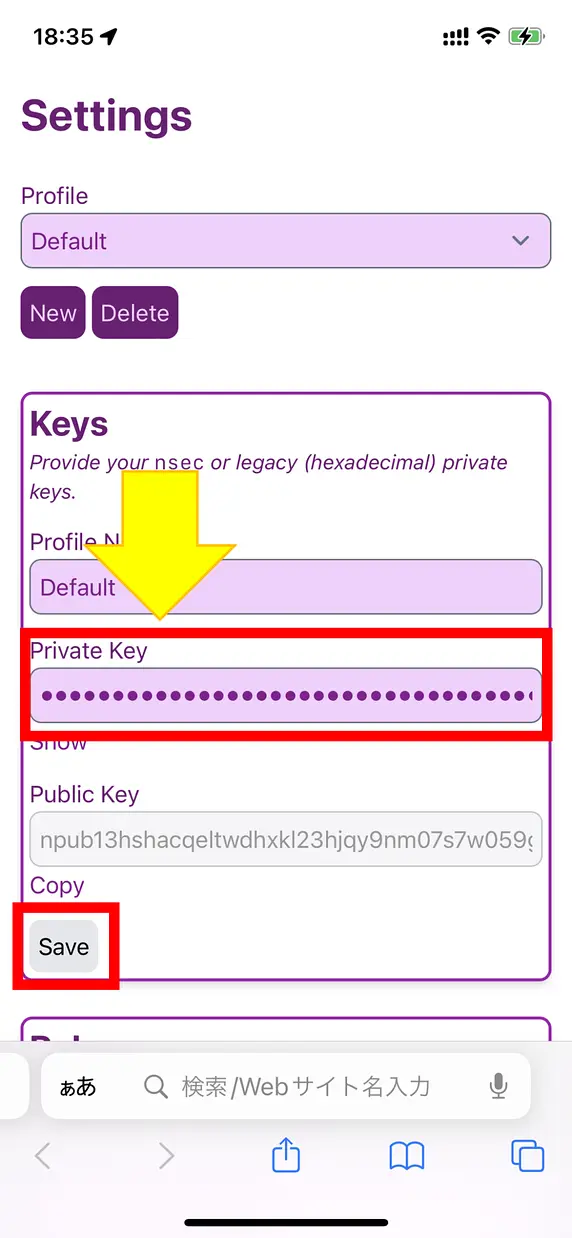 18:35
Settings
Profile
Default
New Delete
Keys
Provide your nsec or legacy (hexadecimal) private
keys.
Profile N
Default
Private Key
Show
Public Key
npub13hshacqeltwdhxkl23hjqy9nm07s7w059
Copy
Save
ぁあ 検索/Webサイト名入力